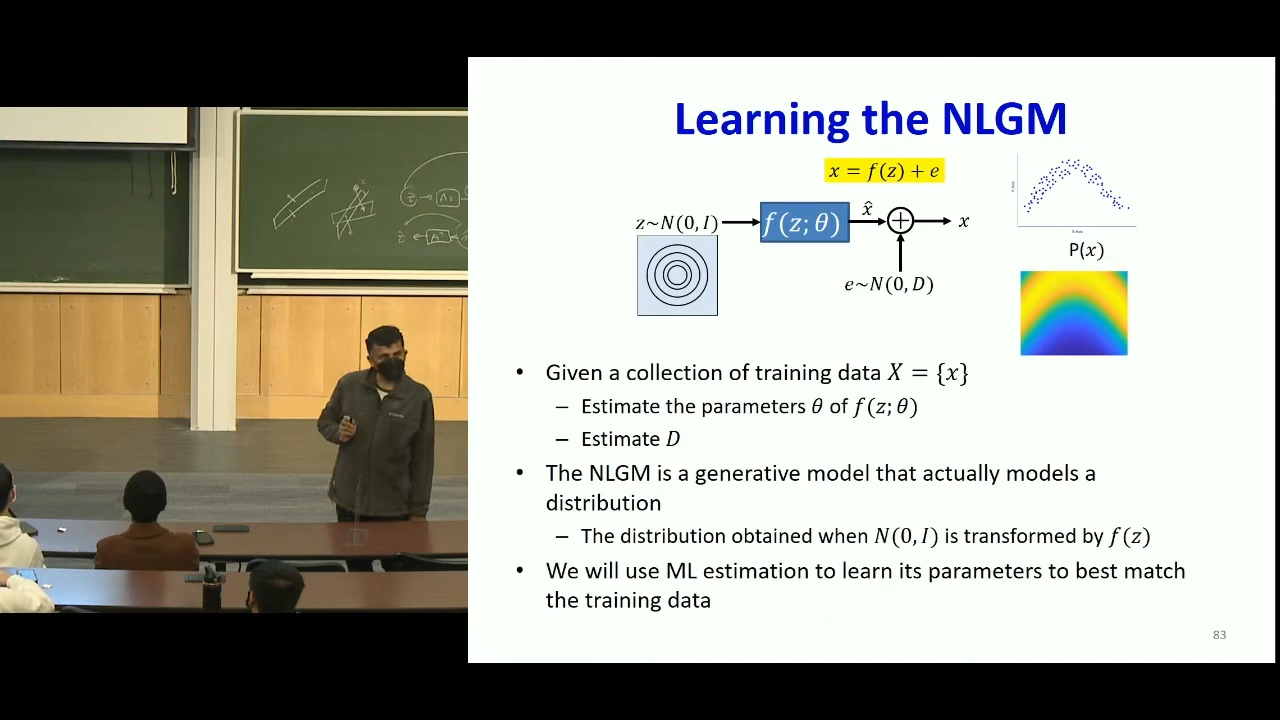 Learning the NLGM
x = f(z) + e
z~N(0, I)
f(z; θ)
x̂
x
e~N(0, D)
P(x)
• Given a collection of training data X = {x}
– Estimate the parameters θ of f(z; θ)
– Estimate D
• The NLGM is a generative model that actually models a
distribution
– The distribution obtained when N(0, I) is transformed by f(z)
• We will use ML estimation to learn its parameters to best match
the training data
83